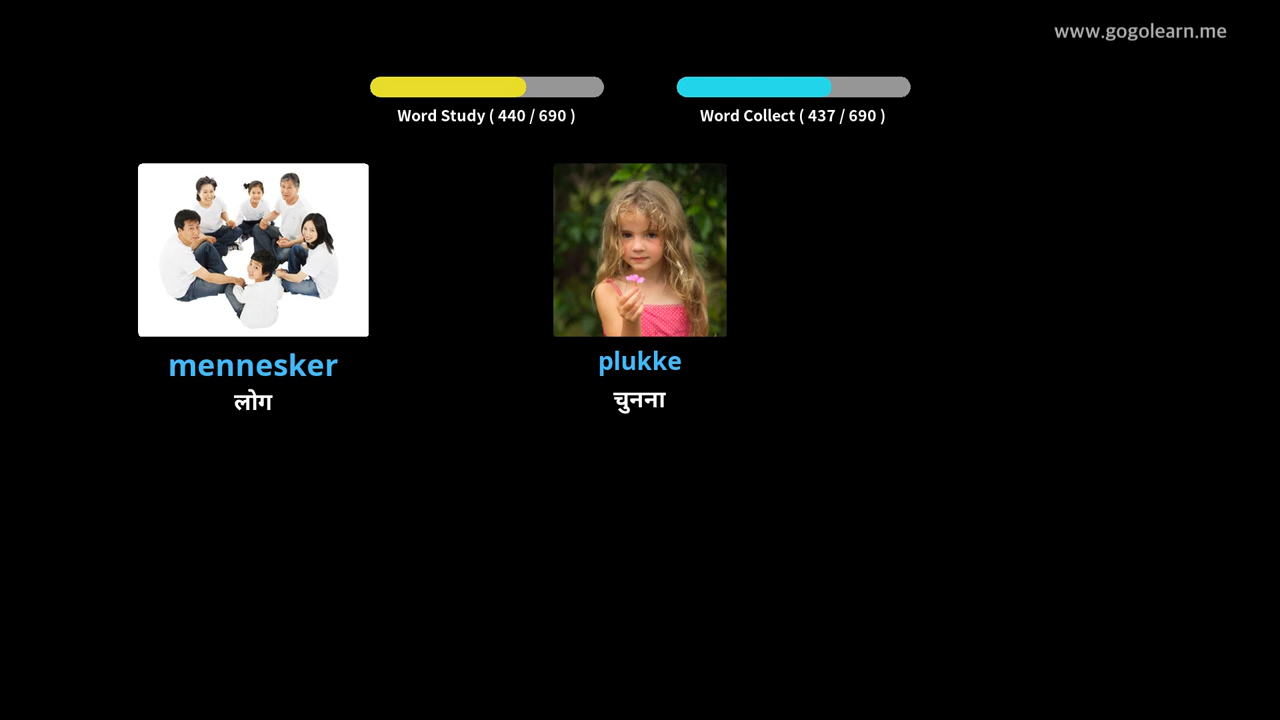 www.gogolearn.me
Word Study ( 440 / 690 )
Word Collect ( 437 / 690 )
mennesker
लोग
plukke
चुनना